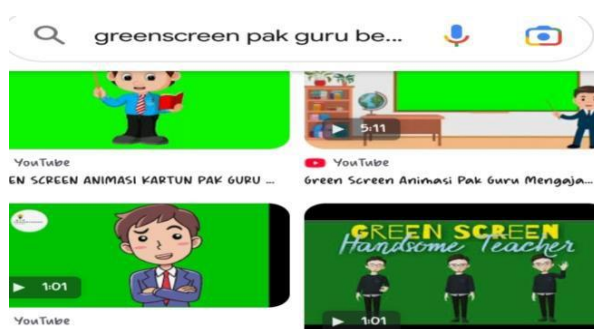 greenscreen pak guru be...
5:11
YouTube
YouTube
EN SCREEN ANIMASI KARTUN PAK GURU ...
Green Screen Animasi Pak Guru Mengaja...
GREEN SCREEN
Handsome Teacher
1:01
1:01
YouTube